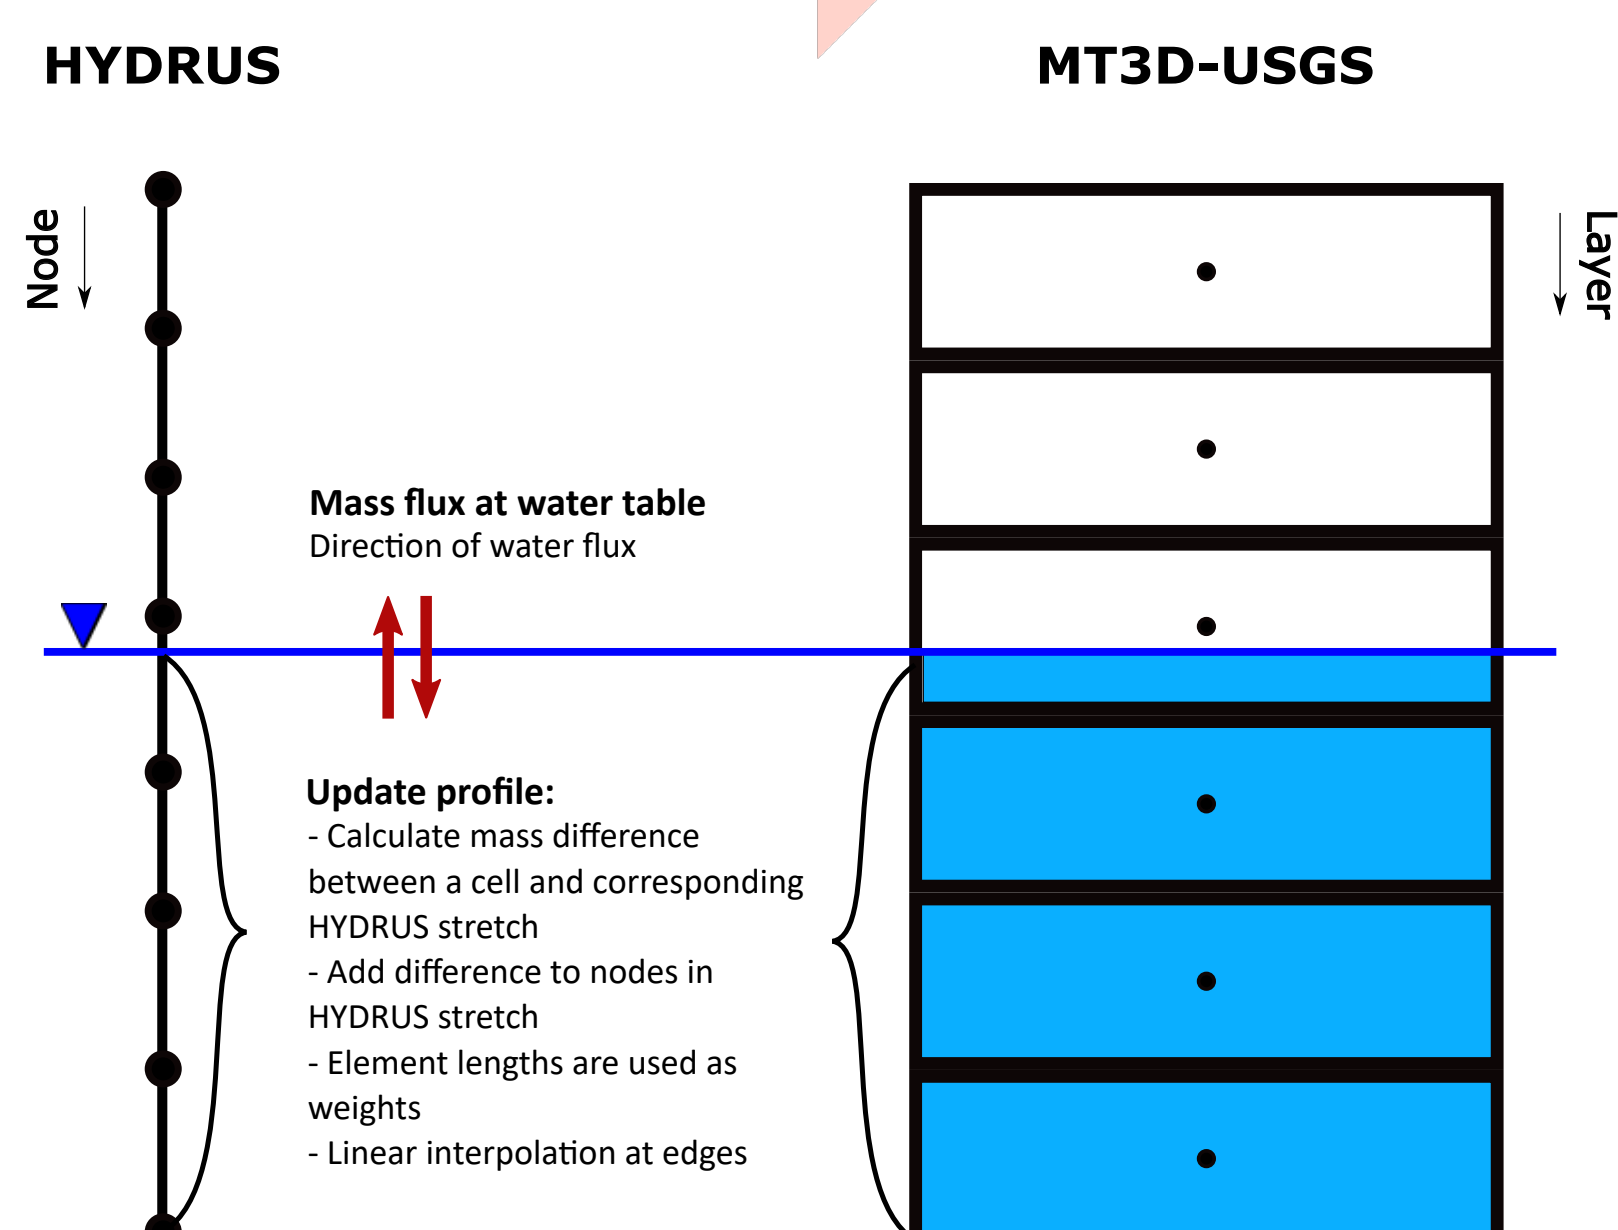 HYDRUS
MT3D-USGS
Node
Layer
Mass flux at water table
Direction of water flux
Update profile:
- Calculate mass difference
between a cell and corresponding
HYDRUS stretch
- Add difference to nodes in
HYDRUS stretch
- Element lengths are used as
weights
- Linear interpolation at edges